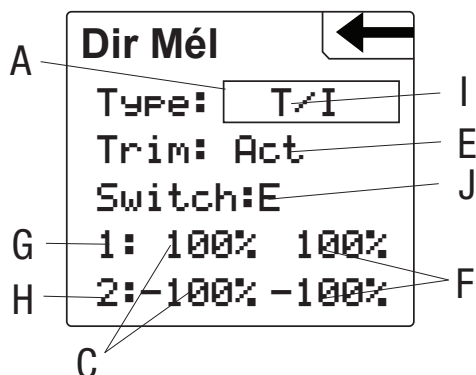 Dir Mél
A
Type: T/I
I
Trim: Act
E
Switch:E
J
G
1: 100% 100%
H
2:-100% -100%
F
C